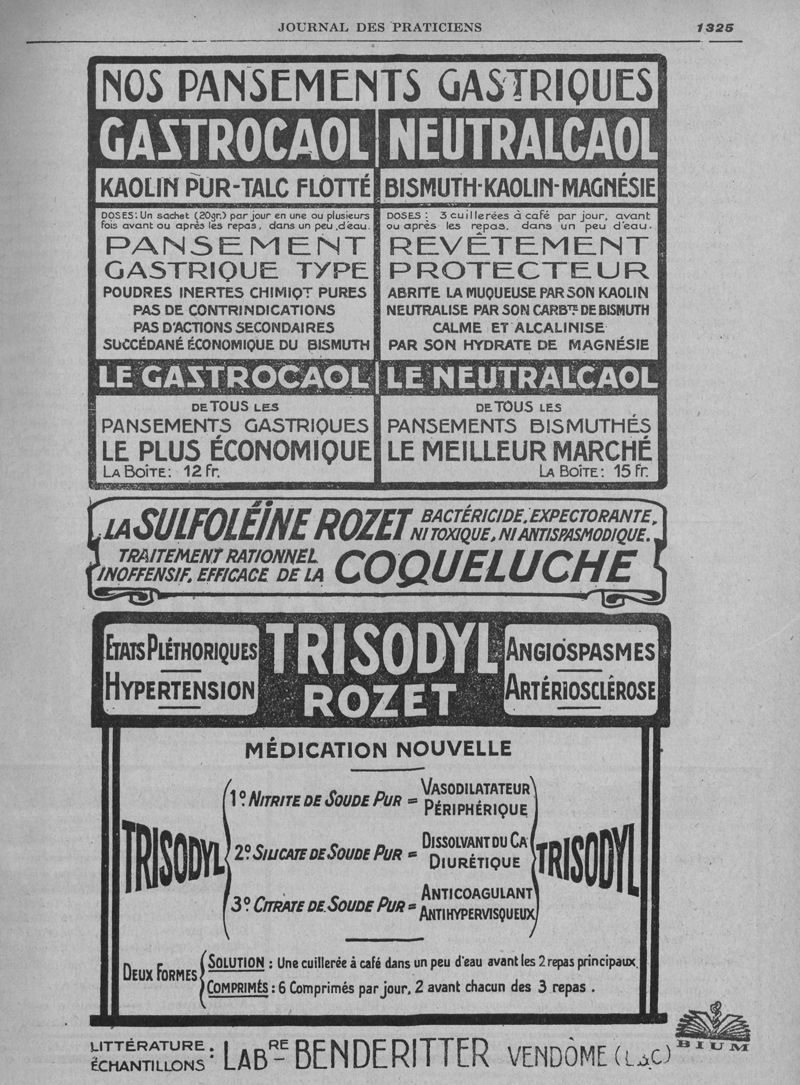 JOURNAL DES PRATICIENS
1325
NOS PANSEMENTS GASTRIQUES
GASTROCAOL
KAOLIN PUR-TALC FLOTTÉ
DOSES: Un sachet (20gr.) par jour en une ou plusieurs
fois avant ou après les repas, dans un peu d'eau.
PANSEMENT
GASTRIQUE TYPE
POUDRES INERTES CHIMIQT PURES
PAS DE CONTRINDICATIONS
PAS D'ACTIONS SECONDAIRES
SUCCÉDANÉ ÉCONOMIQUE DU BISMUTH
LE GASTROCAOL
DE TOUS LES
PANSEMENTS GASTRIQUES
LE PLUS ÉCONOMIQUE
LA BOÎTE: 12 Fr.
NEUTRALCAOL
BISMUTH-KAOLIN-MAGNÉSIE
DOSES: 3 cuillerées à café par jour, avant
ou après les repas, dans un peu d'eau.
REVÊTEMENT
PROTECTEUR
ABRITE LA MUQUEUSE PAR SON KAOLIN
NEUTRALISE PAR SON CARBTE DE BISMUTH
CALME ET ALCALINISE
PAR SON HYDRATE DE MAGNÉSIE
LE NEUTRALCAOL
DE TOUS LES
PANSEMENTS BISMUTHÉS
LE MEILLEUR MARCHÉ
LA BOÎTE: 15 Fr.
LA SULFOLÉINE ROZET BACTÉRICIDE, EXPECTORANTE,
NI TOXIQUE, NI ANTISPASMODIQUE.
TRAITEMENT RATIONNEL
INOFFENSIF, EFFICACE DE LA COQUELUCHE
ETATS PLÉTHORIQUES
HYPERTENSION
TRISODYL
ROZET
ANGIOSPASMES
ARTÉRIOSCLÉROSE
MÉDICATION NOUVELLE
TRISODYL
1º. NITRITE DE SOUDE PUR = VASODILATATEUR
PÉRIPHÉRIQUE
2º. SILICATE DE SOUDE PUR = DISSOLVANT DU CA
DIURÉTIQUE
3º. CITRATE DE SOUDE PUR = ANTICOAGULANT
ANTIHYPERVISQUEUX
TRISODYL
DEUX FORMES
SOLUTION : Une cuillerée à café dans un peu d'eau avant les 2 repas principaux.
COMPRIMÉS : 6 Comprimés par jour, 2 avant chacun des 3 repas.
LITTÉRATURE :
ÉCHANTILLONS :
LABRE BENDERITTER VENDÔME (L&C)
BIUM